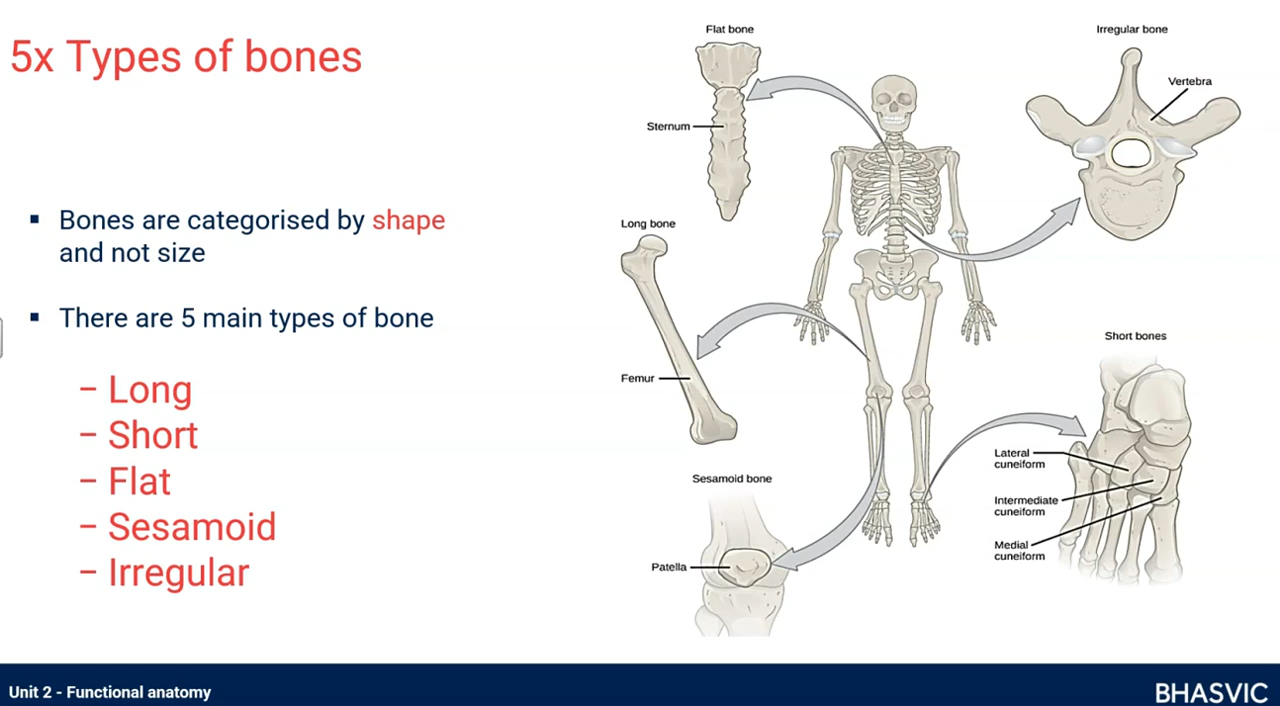 5x Types of bones
▪ Bones are categorised by shape
and not size
▪ There are 5 main types of bone
– Long
– Short
– Flat
– Sesamoid
– Irregular
Flat bone
Sternum
Irregular bone
Vertebra
Long bone
Femur
Short bones
Lateral
cuneiform
Intermediate
cuneiform
Medial
cuneiform
Sesamoid bone
Patella
Unit 2 - Functional anatomy
BHASVIC